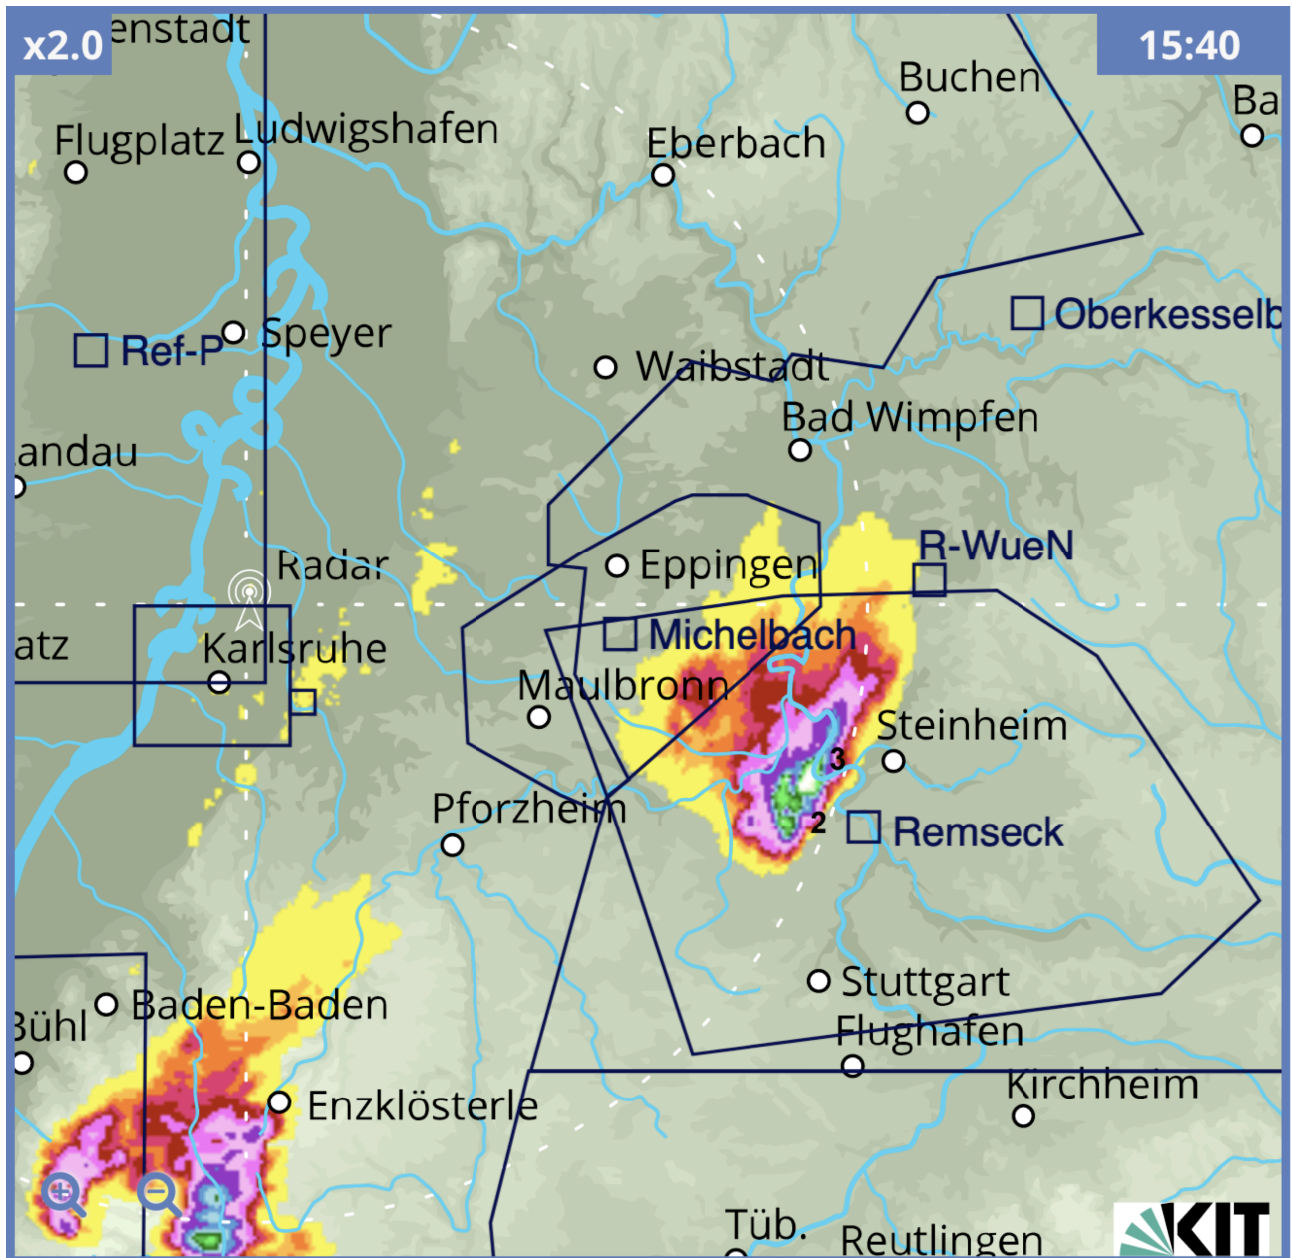 x2.0
enstadt
15:40
Buchen
Ba
Flugplatz
Ludwigshafen
Eberbach
Oberkesselb
Speyer
Ref-P
Waibstadt
Bad Wimpfen
andau
R-WueN
Radar
Eppingen
atz
Karlsruhe
Michelbach
Maulbronn
Steinheim
3
Pforzheim
2
Remseck
Stuttgart
Baden-Baden
Bühl
Flughafen
Kirchheim
Enzklösterle
Tüb.
Reutlingen
KIT